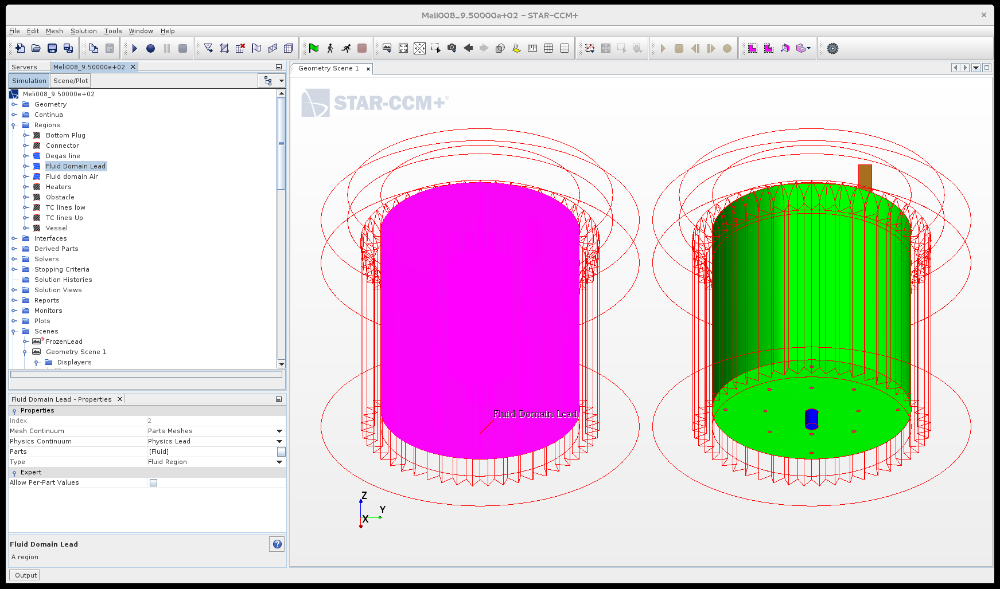 Meli008_9.50000e+02 - STAR-CCM+
File Edit Mesh Solution Tools Window Help
Servers Meli008_9.50000e+02
Geometry Scene 1
Simulation Scene/Plot
Meli008_9.50000e+02
Geometry
Continua
Regions
Bottom Plug
Connector
Degas line
Fluid Domain Lead
Fluid domain Air
Heaters
Obstacle
TC lines low
TC lines Up
Vessel
Interfaces
Derived Parts
Solvers
Stopping Criteria
Solution Histories
Solution Views
Reports
Monitors
Plots
Scenes
FrozenLead
Geometry Scene 1
Displayers
STAR-CCM+®
Fluid Domain Lead
Z
Y
X
Fluid Domain Lead - Properties
Properties
Index 2
Mesh Continuum Parts Meshes
Physics Continuum Physics Lead
Parts [Fluid] ...
Type Fluid Region
Expert
Allow Per-Part Values
Fluid Domain Lead ?
A region
Output